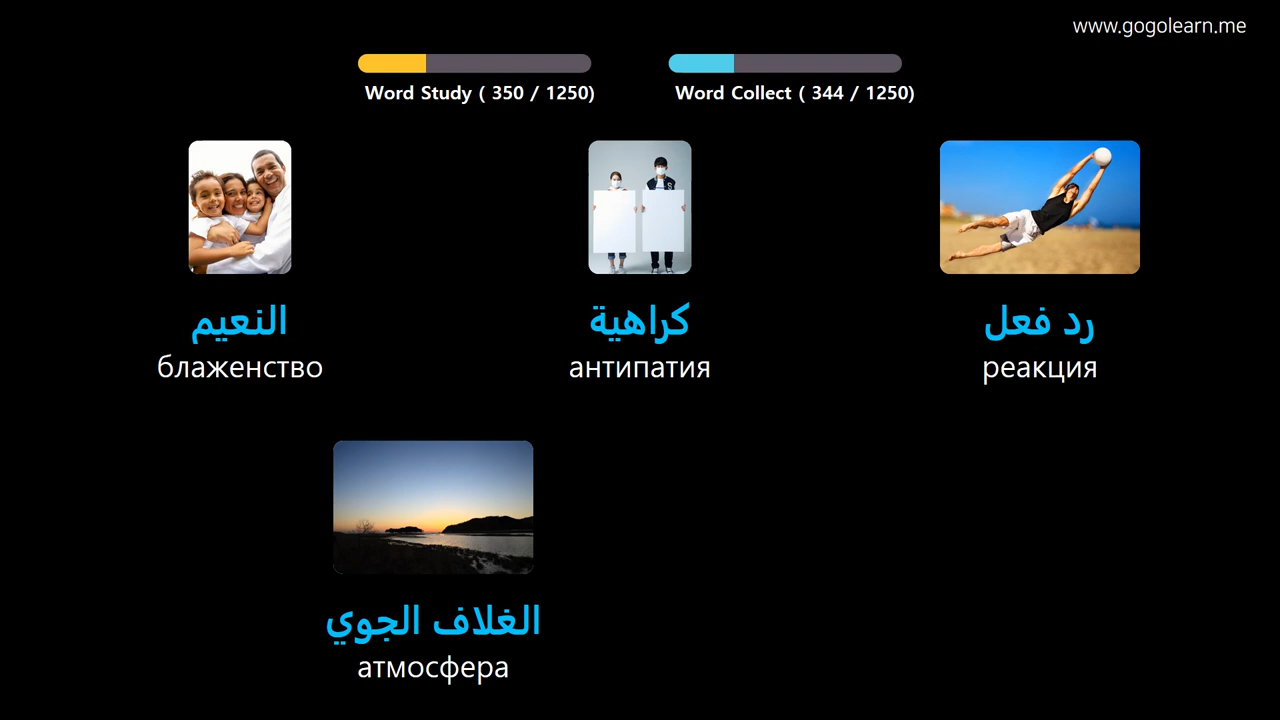 www.gogolearn.me
Word Study ( 350 / 1250)
Word Collect ( 344 / 1250)
النعيم
блаженство
كراهية
антипатия
رد فعل
реакция
الغلاف الجوي
атмосфера